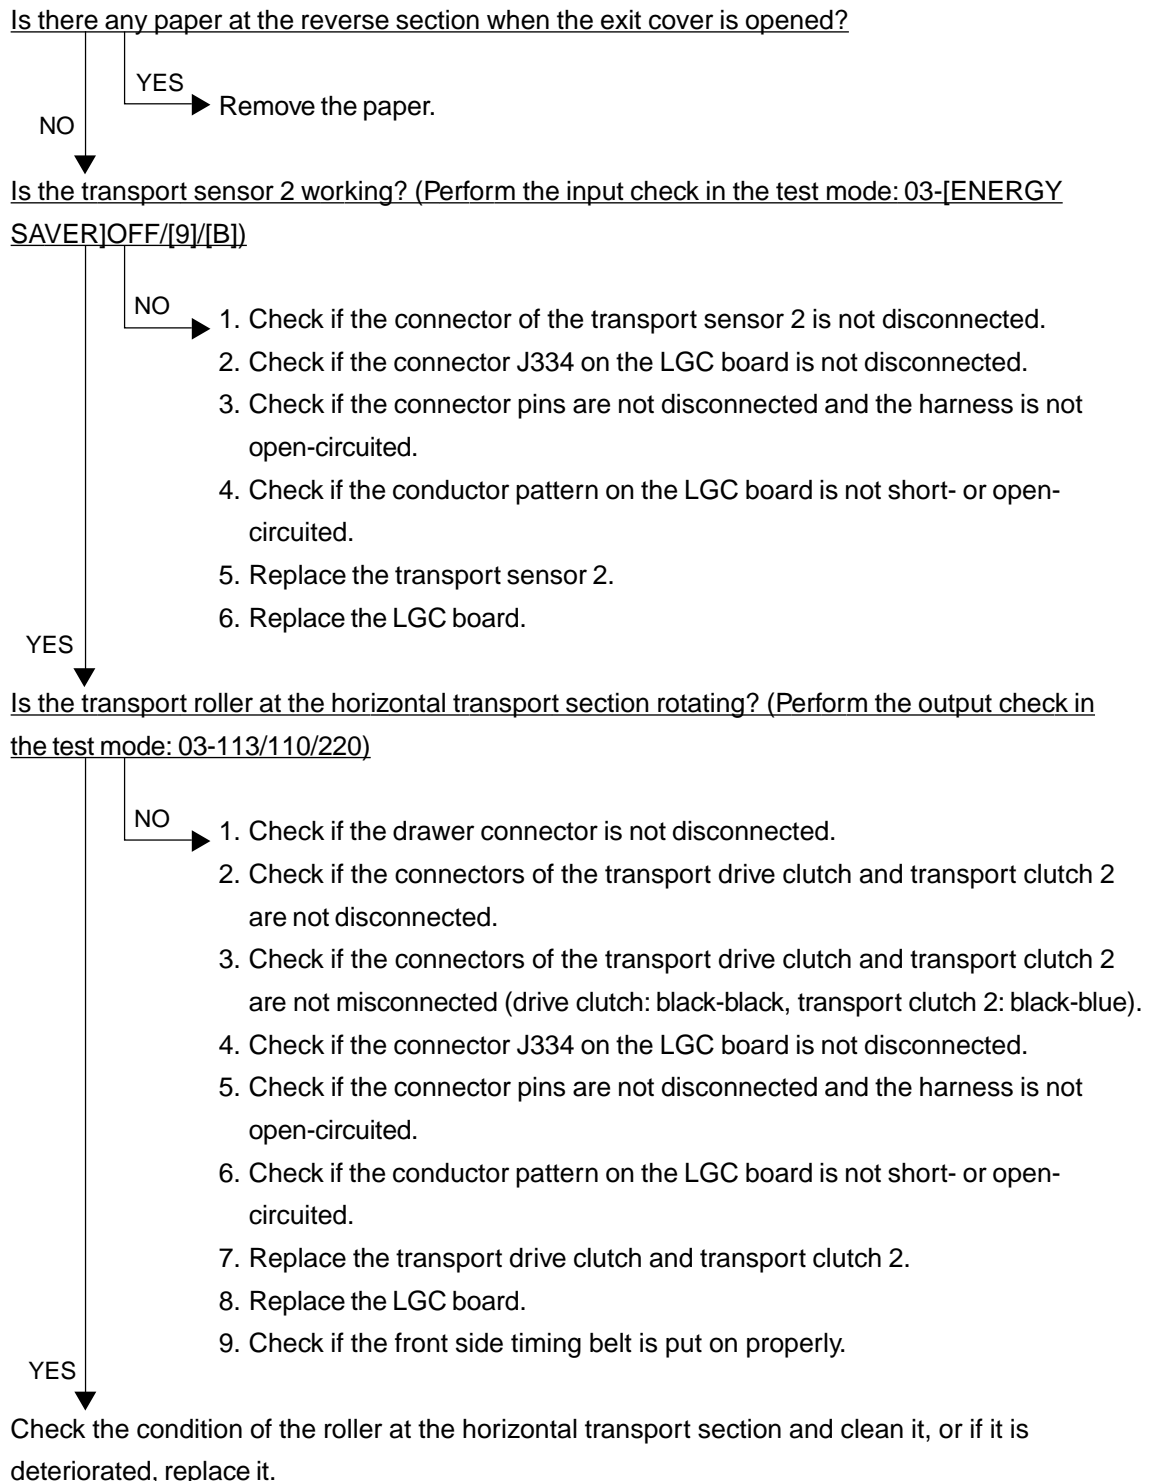 Is there any paper at the reverse section when the exit cover is opened?
YES
Remove the paper.
NO
Is the transport sensor 2 working? (Perform the input check in the test mode: 03-[ENERGY
SAVER]OFF/[9]/[B])
NO
1. Check if the connector of the transport sensor 2 is not disconnected.
2. Check if the connector J334 on the LGC board is not disconnected.
3. Check if the connector pins are not disconnected and the harness is not
open-circuited.
4. Check if the conductor pattern on the LGC board is not short- or open-
circuited.
5. Replace the transport sensor 2.
6. Replace the LGC board.
YES
Is the transport roller at the horizontal transport section rotating? (Perform the output check in
the test mode: 03-113/110/220)
NO
1. Check if the drawer connector is not disconnected.
2. Check if the connectors of the transport drive clutch and transport clutch 2
are not disconnected.
3. Check if the connectors of the transport drive clutch and transport clutch 2
are not misconnected (drive clutch: black-black, transport clutch 2: black-blue).
4. Check if the connector J334 on the LGC board is not disconnected.
5. Check if the connector pins are not disconnected and the harness is not
open-circuited.
6. Check if the conductor pattern on the LGC board is not short- or open-
circuited.
7. Replace the transport drive clutch and transport clutch 2.
8. Replace the LGC board.
9. Check if the front side timing belt is put on properly.
YES
Check the condition of the roller at the horizontal transport section and clean it, or if it is
deteriorated, replace it.